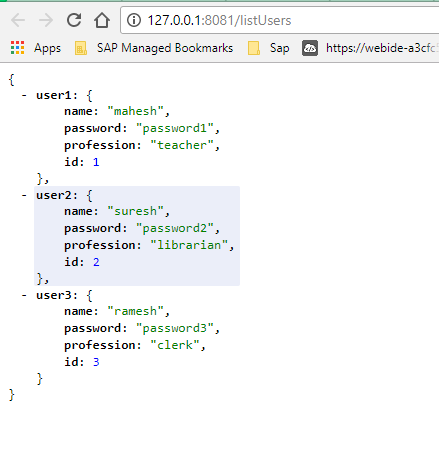 127.0.0.1:8081/listUsers
Apps SAP Managed Bookmarks Sap https://webide-a3cfc
{
- user1: {
name: "mahesh",
password: "password1",
profession: "teacher",
id: 1
},
- user2: {
name: "suresh",
password: "password2",
profession: "librarian",
id: 2
},
- user3: {
name: "ramesh",
password: "password3",
profession: "clerk",
id: 3
}
}